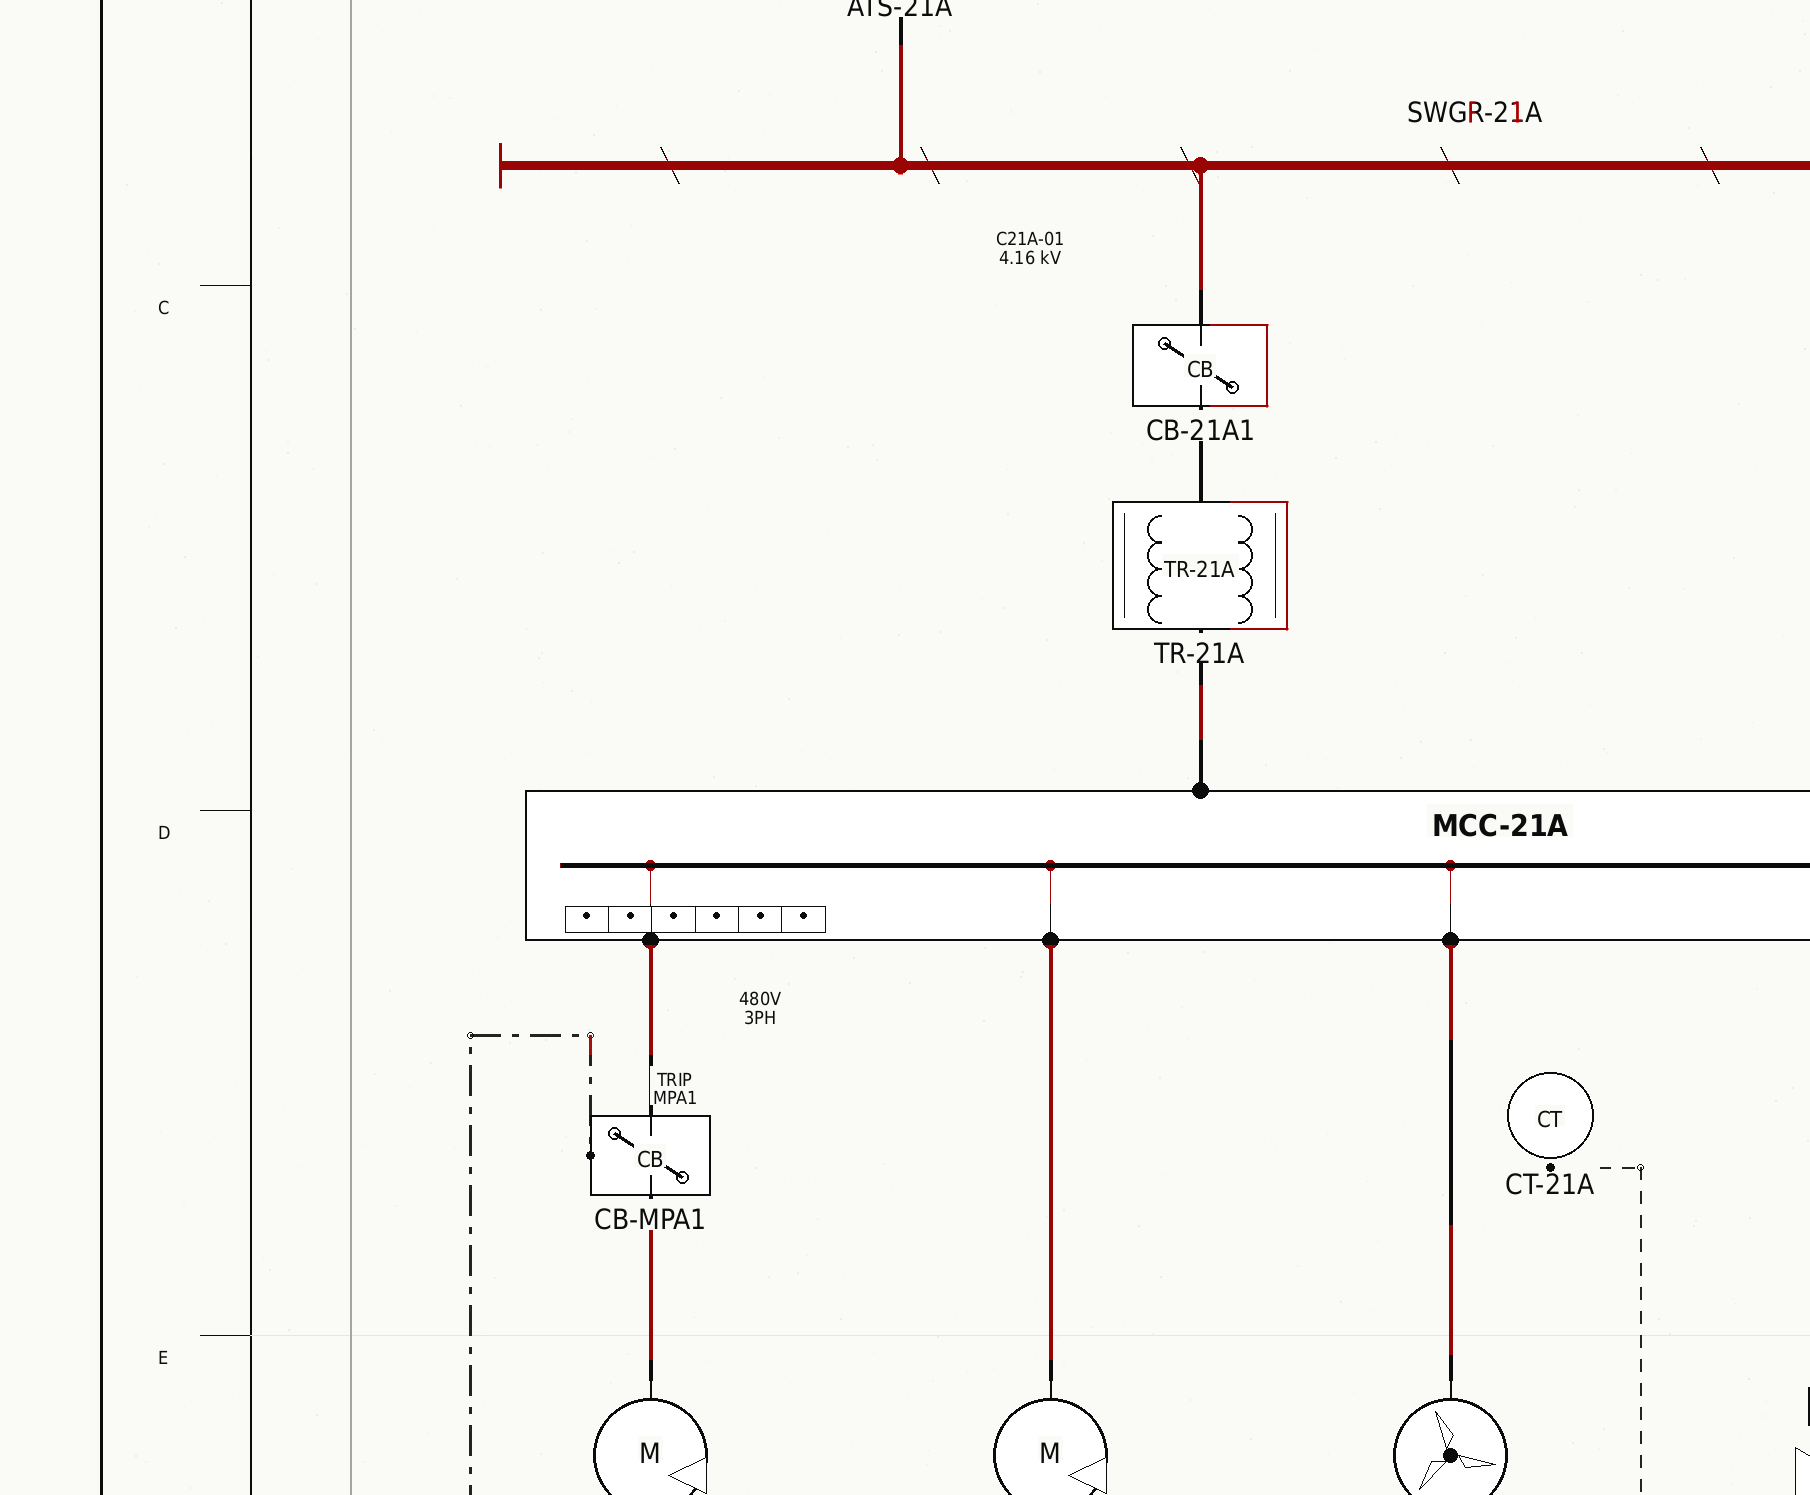 ATS-21A
SWGR-21A
C21A-01
4.16 kV
C
CB
CB-21A1
TR-21A
TR-21A
D
MCC-21A
480V
3PH
TRIP
MPA1
CT
CB
CT-21A
CB-MPA1
E
M
M